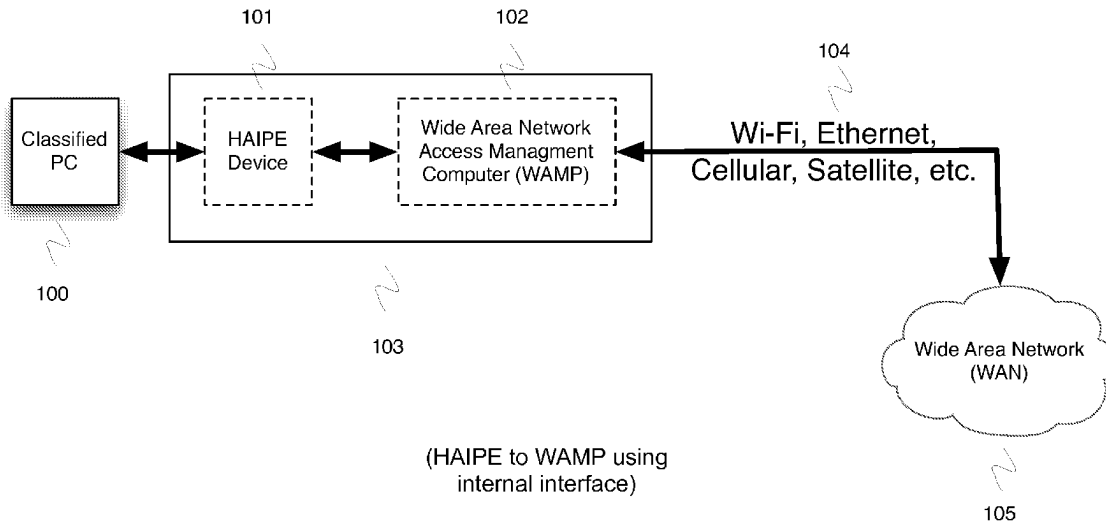 101
102
104
Classified
PC
HAIPE
Device
Wide Area Network
Access Managment
Computer (WAMP)
Wi-Fi, Ethernet,
Cellular, Satellite, etc.
100
103
Wide Area Network
(WAN)
(HAIPE to WAMP using
internal interface)
105